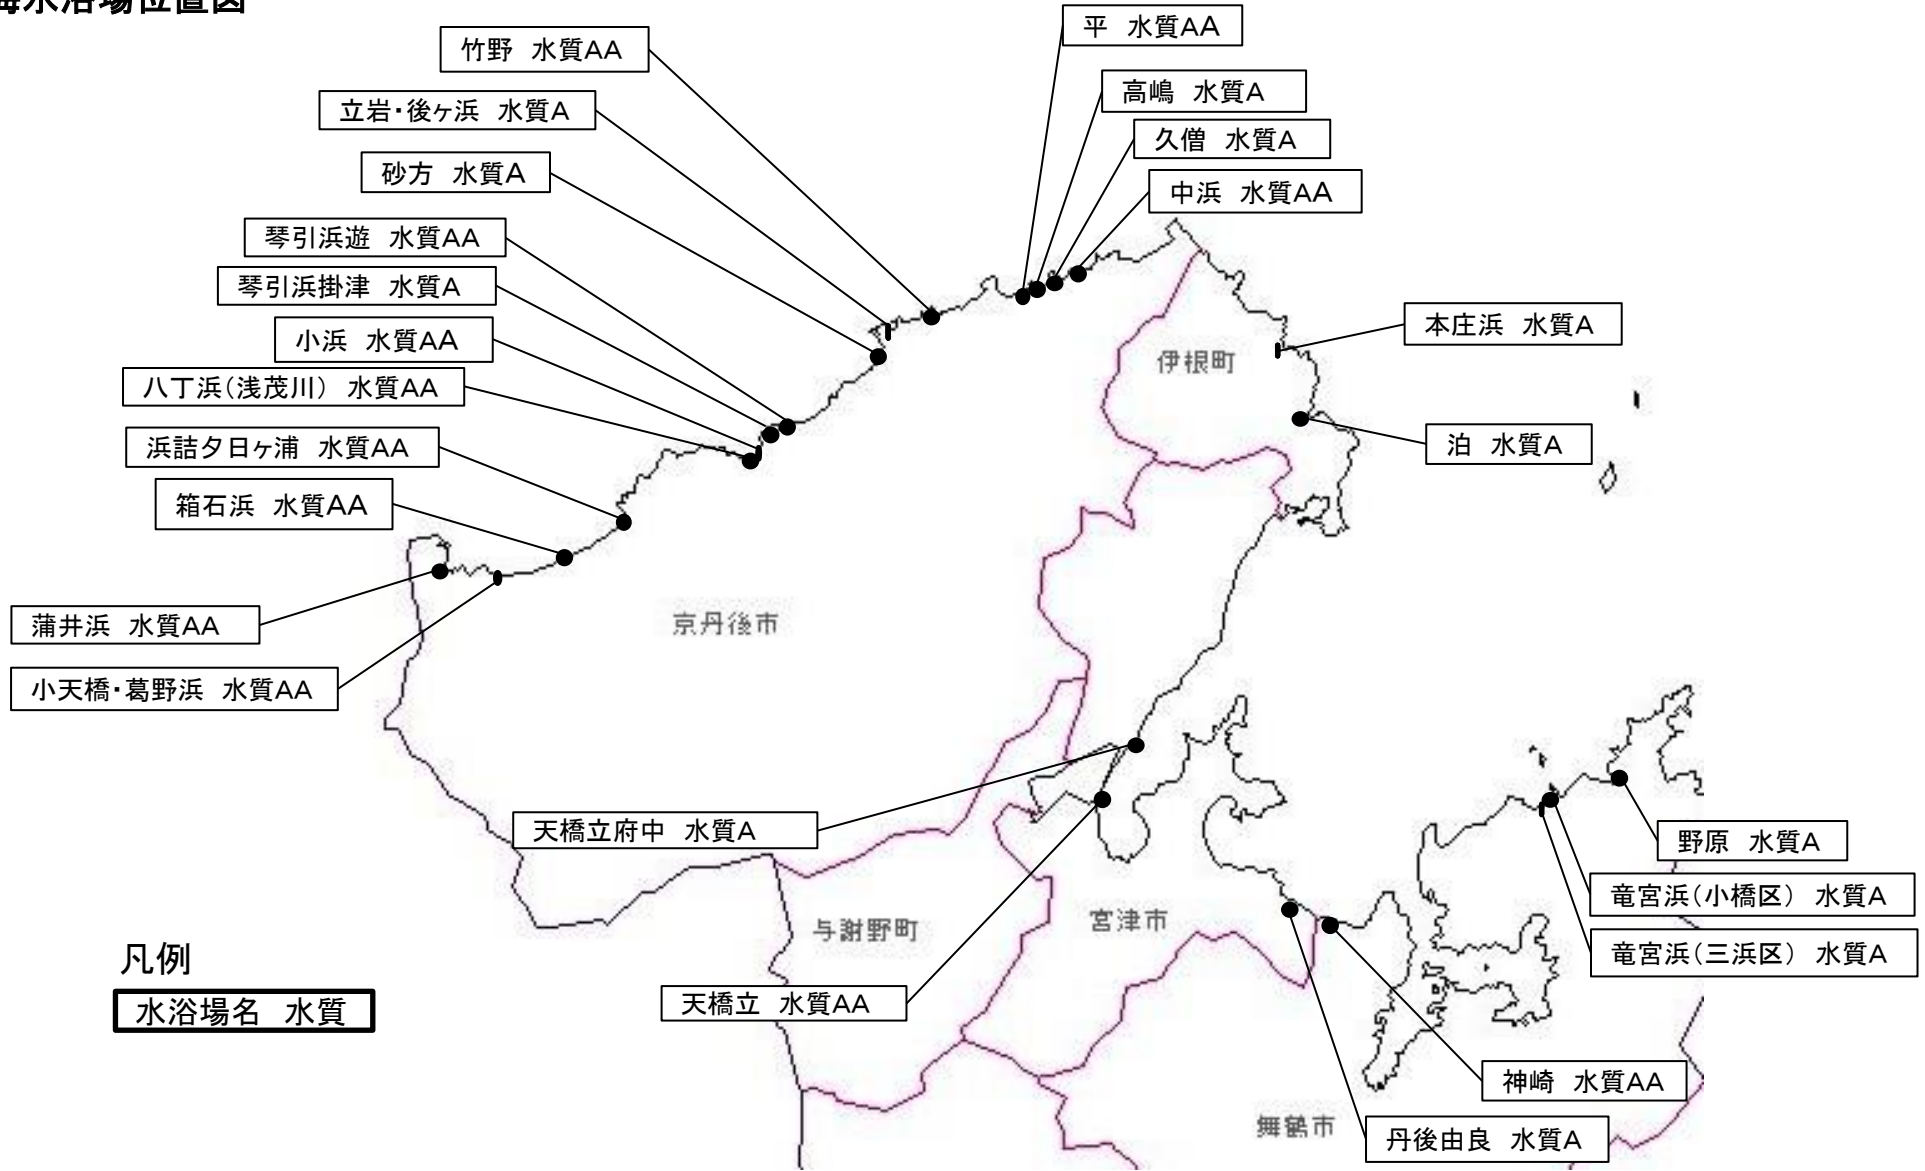 海水浴場位置図
平　水質AA
竹野　水質AA
高嶋　水質A
立岩・後ヶ浜　水質A
久僧　水質A
砂方　水質A
中浜　水質AA
琴引浜遊　水質AA
琴引浜掛津　水質A
本庄浜　水質A
小浜　水質AA
伊根町
八丁浜（浅茂川）　水質AA
泊　水質A
浜詰夕日ヶ浦　水質AA
箱石浜　水質AA
蒲井浜　水質AA
京丹後市
小天橋・葛野浜　水質AA
天橋立府中　水質A
野原　水質A
竜宮浜（小橋区）　水質A
与謝野町
宮津市
竜宮浜（三浜区）　水質A
凡例
水浴場名　水質
天橋立　水質AA
神崎　水質AA
舞鶴市
丹後由良　水質A